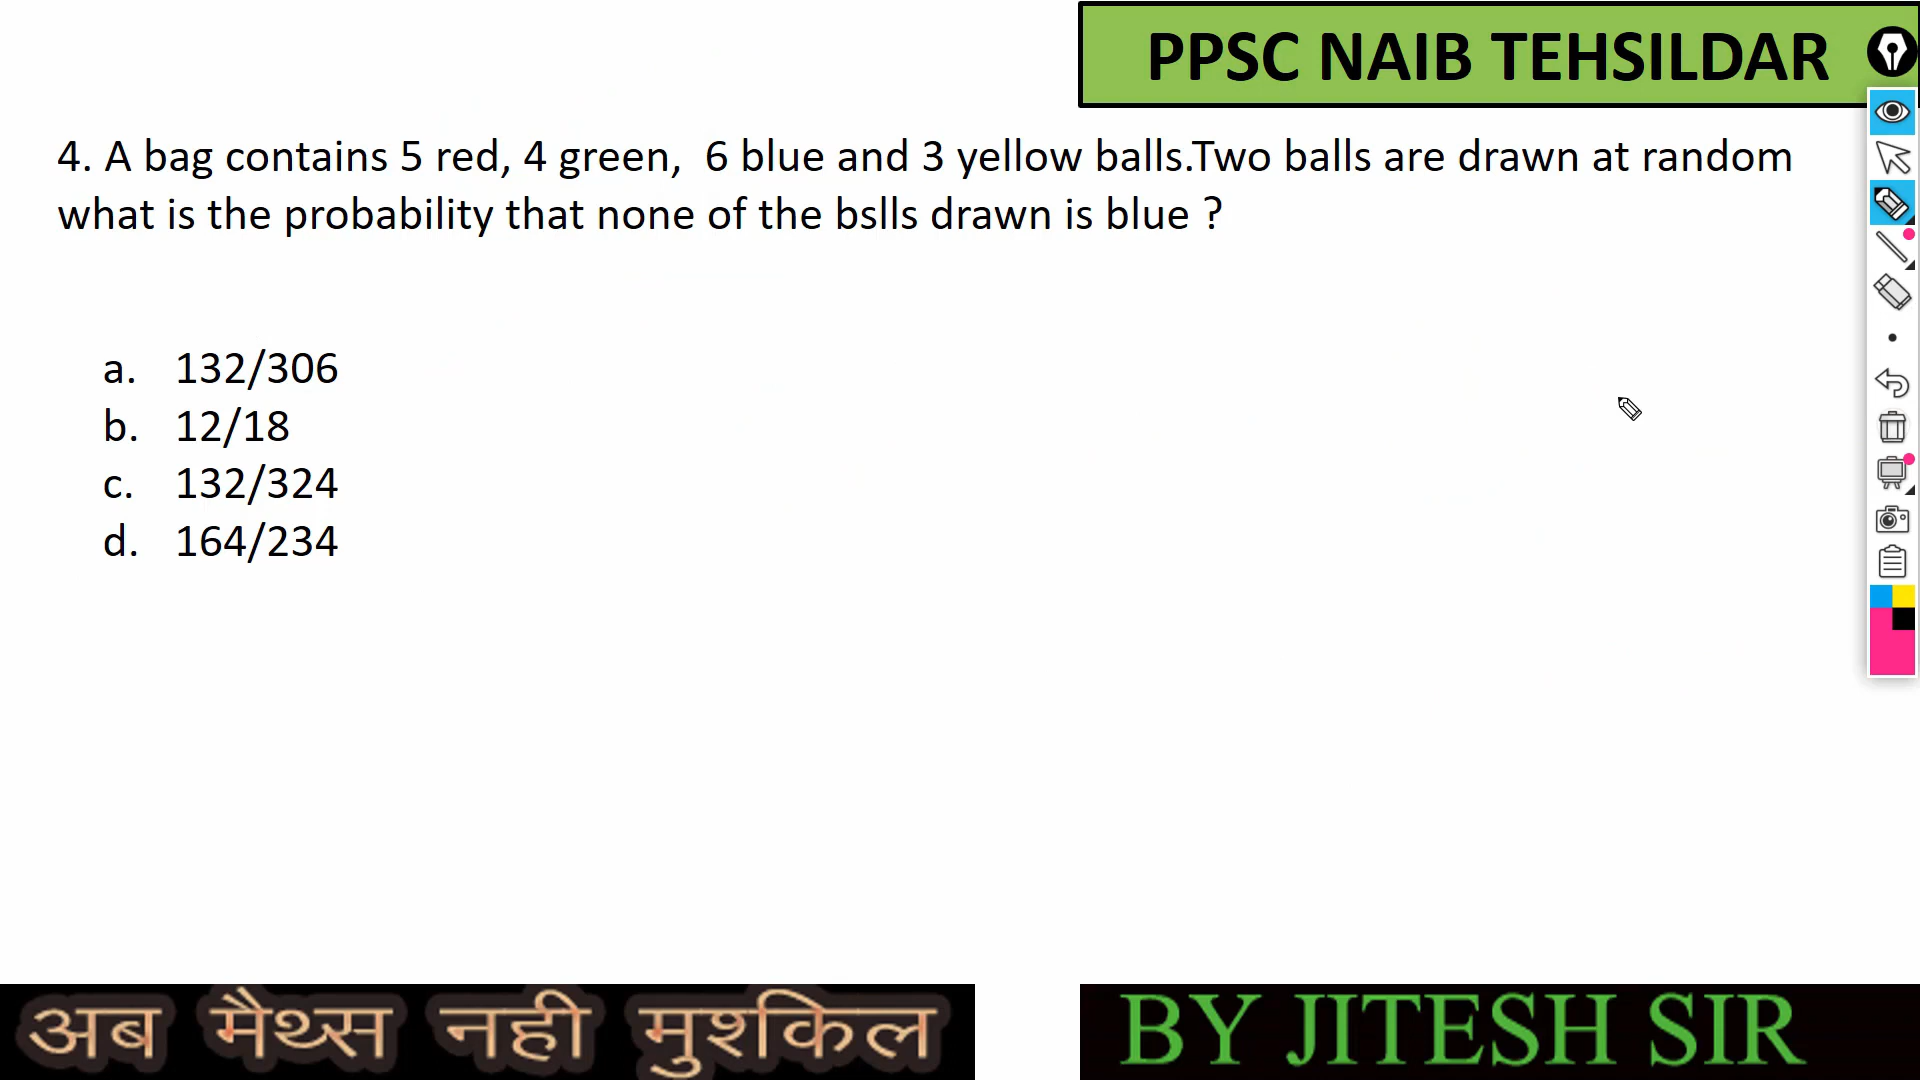 PPSC NAIB TEHSILDAR
4. A bag contains 5 red, 4 green,  6 blue and 3 yellow balls.Two balls are drawn at random
what is the probability that none of the bslls drawn is blue ?
a. 132/306
b. 12/18
c. 132/324
d. 164/234
अब मैथ्स नही मुश्किल
BY JITESH SIR